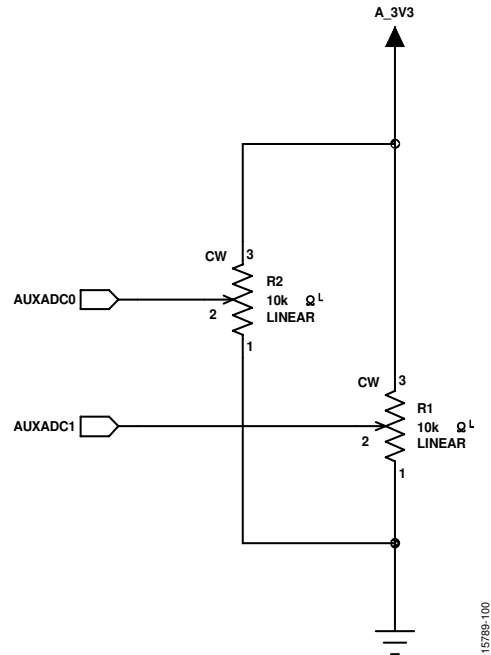 A_3V3
CW
3
R2
10k Ω L
LINEAR
AUXADC0
2
1
CW
3
R1
10k Ω L
LINEAR
AUXADC1
2
1
15789-100